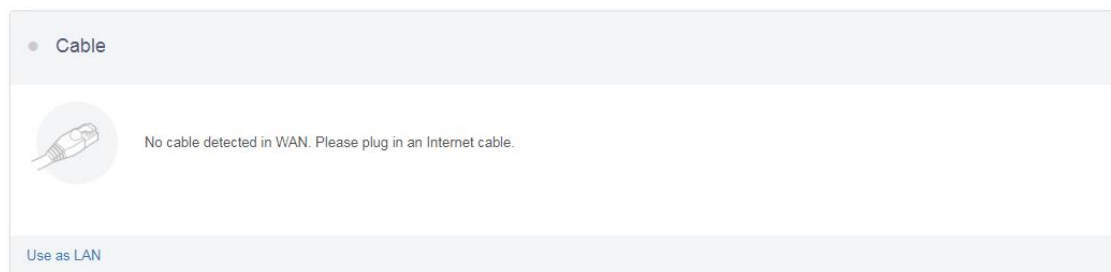 Cable
No cable detected in WAN. Please plug in an Internet cable.
Use as LAN